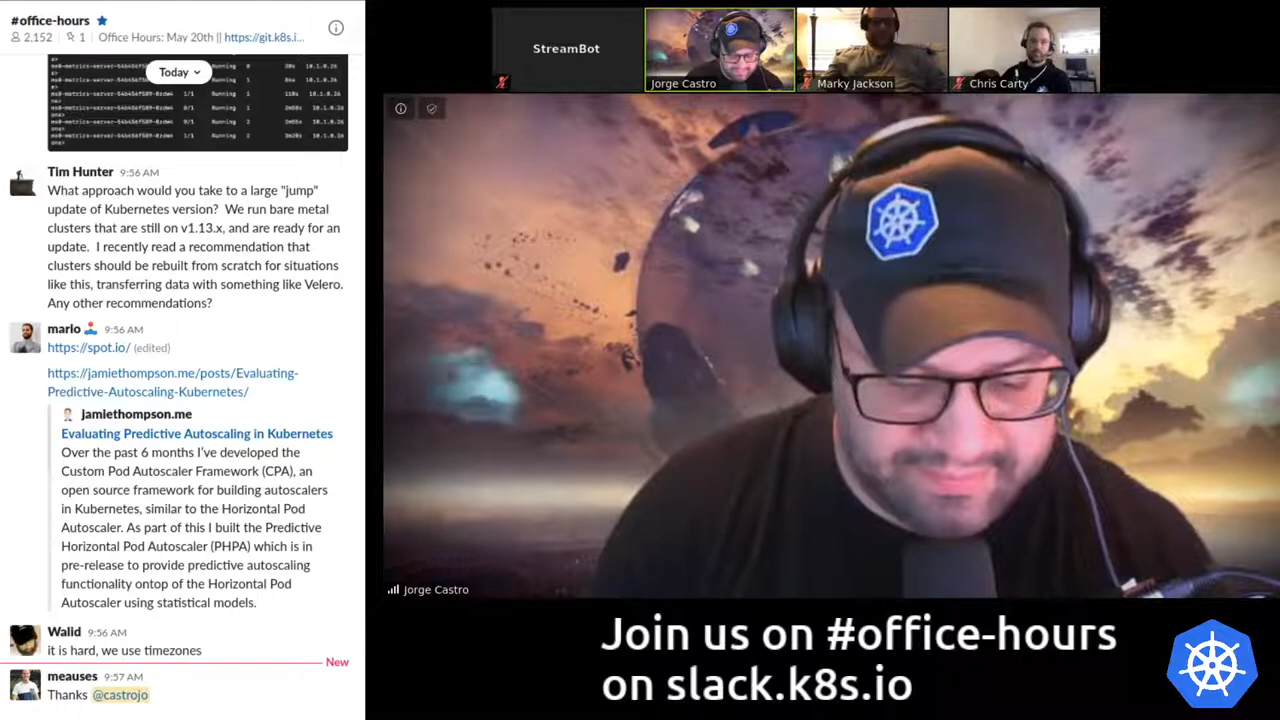 #office-hours
2,152 | 1 | Office Hours: May 20th || https://git.k8s.i...
Today
Tim Hunter 9:56 AM
What approach would you take to a large "jump"
update of Kubernetes version? We run bare metal
clusters that are still on v1.13.x, and are ready for an
update. I recently read a recommendation that
clusters should be rebuilt from scratch for situations
like this, transferring data with something like Velero.
Any other recommendations?
mario 9:56 AM
https://spot.io/ (edited)
https://jamiethompson.me/posts/Evaluating-
Predictive-Autoscaling-Kubernetes/
jamiethompson.me
Evaluating Predictive Autoscaling in Kubernetes
Over the past 6 months I've developed the
Custom Pod Autoscaler Framework (CPA), an
open source framework for building autoscalers
in Kubernetes, similar to the Horizontal Pod
Autoscaler. As part of this I built the Predictive
Horizontal Pod Autoscaler (PHPA) which is in
pre-release to provide predictive autoscaling
functionality ontop of the Horizontal Pod
Autoscaler using statistical models.
Walid 9:56 AM
it is hard, we use timezones
New
meauses 9:57 AM
Thanks @castrojo
StreamBot
Jorge Castro
Marky Jackson
Chris Carty
Jorge Castro
Join us on #office-hours
on slack.k8s.io